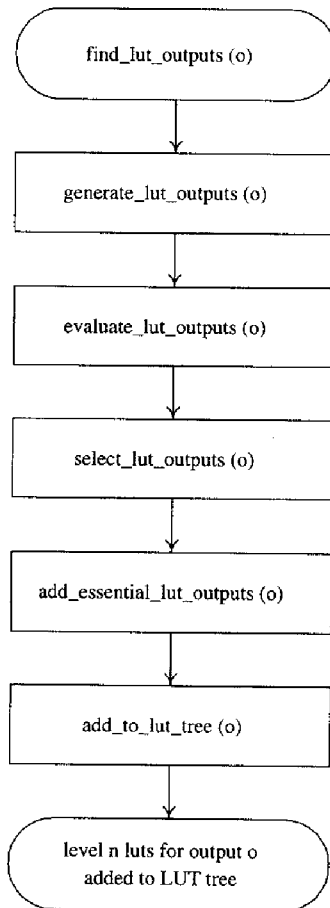 find_lut_outputs (o)
generate_lut_outputs (o)
evaluate_lut_outputs (o)
select_lut_outputs (o)
add_essential_lut_outputs (o)
add_to_lut_tree (o)
level n luts for output o
added to LUT tree